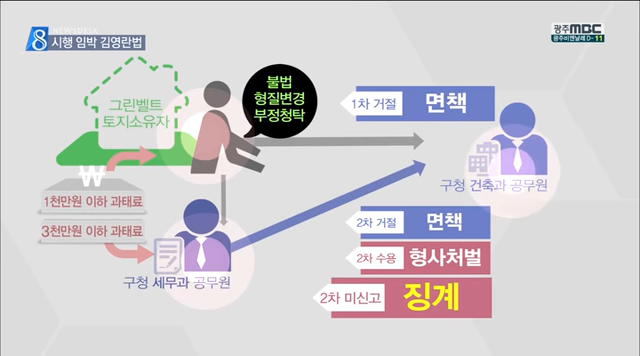 NEWSDESK
8 시행 임박 김영란법
광주MBC
광주비엔날레 D-11
그린벨트
토지소유자
불법
형질변경
부정청탁
1차 거절 면책
구청 건축과 공무원
₩
1천만원 이하 과태료
3천만원 이하 과태료
구청 세무과 공무원
2차 거절 면책
2차 수용 형사처벌
2차 미신고 징계